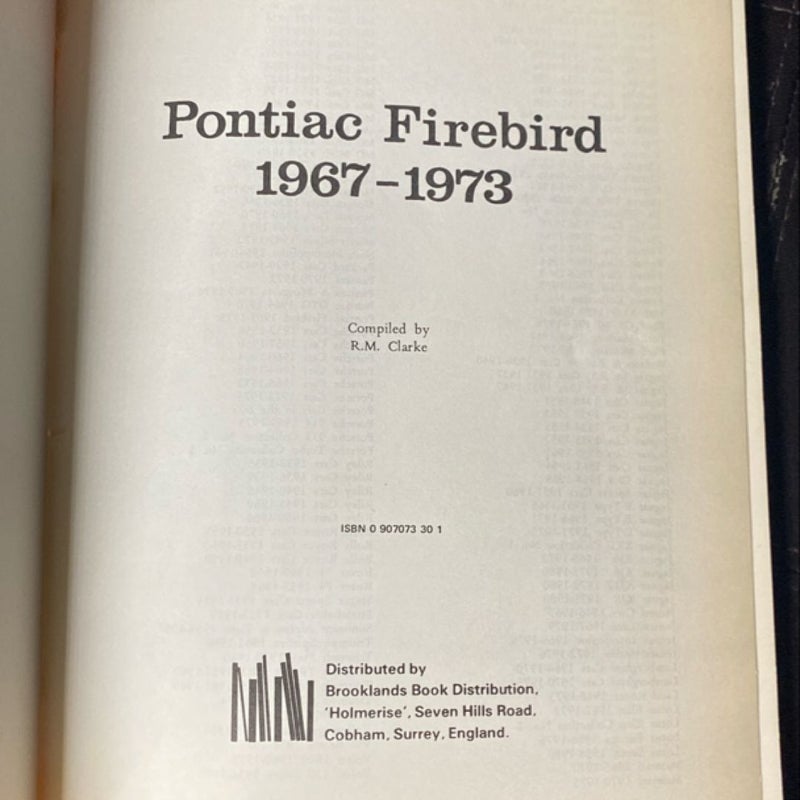 Pontiac Firebird
1967-1973
Compiled by
R.M. Clarke
ISBN 0 907073 30 1
Distributed by
Brooklands Book Distribution,
'Holmerise', Seven Hills Road,
Cobham, Surrey, England.